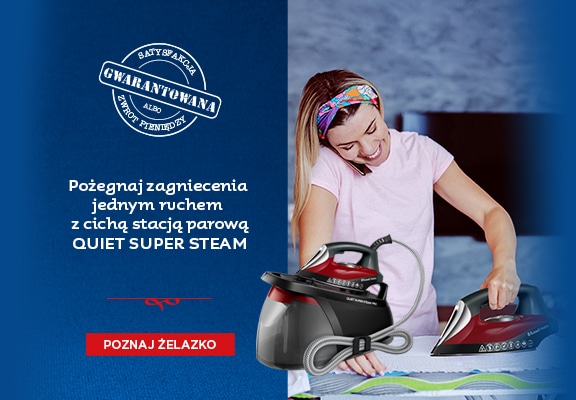 SATYSFAKCJA
GWARANTOWANA
ALBO
ZWROT PIENIĘDZY
Pożegnaj zagniecenia
jednym ruchem
z cichą stacją parową
QUIET SUPER STEAM
POZNAJ ŻELAZKO